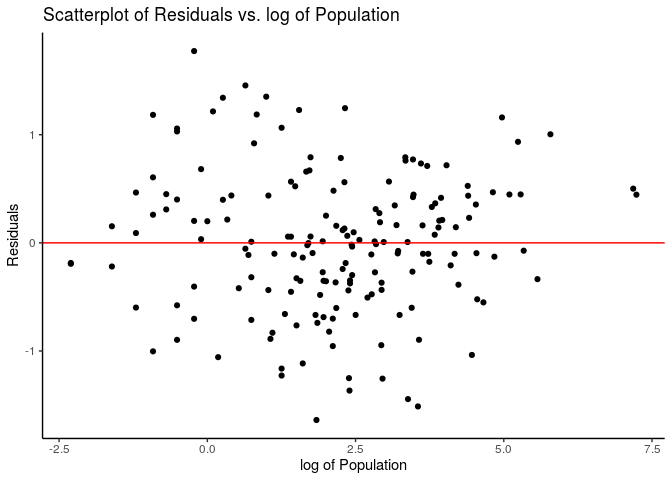 Scatterplot of Residuals vs. log of Population
Residuals
1
0
-1
-2.5 0.0 2.5 5.0 7.5
log of Population